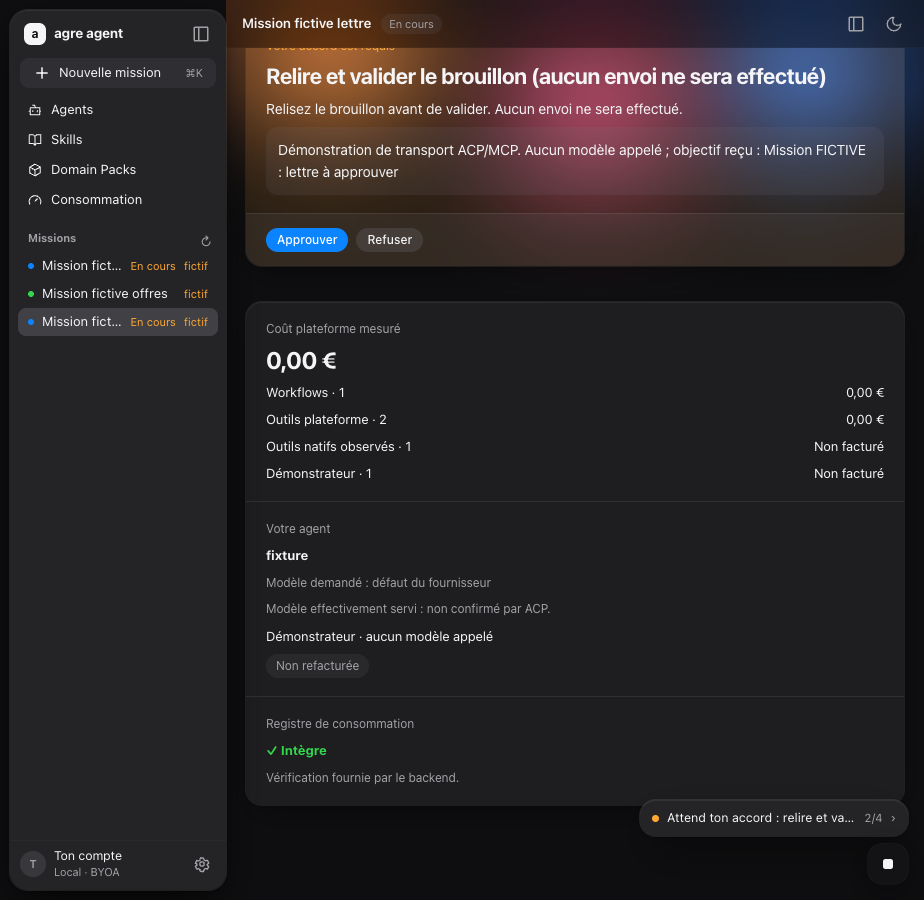 a agre agent
Nouvelle mission ⌘K
Agents
Skills
Domain Packs
Consommation
Missions
Mission fict... En cours fictif
Mission fictive offres fictif
Mission fict... En cours fictif
T Ton compte
Local · BYOA
Mission fictive lettre En cours
Votre accord est requis
Relire et valider le brouillon (aucun envoi ne sera effectué)
Relisez le brouillon avant de valider. Aucun envoi ne sera effectué.
Démonstration de transport ACP/MCP. Aucun modèle appelé ; objectif reçu : Mission FICTIVE
: lettre à approuver
Approuver Refuser
Coût plateforme mesuré
0,00 €
Workflows · 1 0,00 €
Outils plateforme · 2 0,00 €
Outils natifs observés · 1 Non facturé
Démonstrateur · 1 Non facturé
Votre agent
fixture
Modèle demandé : défaut du fournisseur
Modèle effectivement servi : non confirmé par ACP.
Démonstrateur · aucun modèle appelé
Non refacturée
Registre de consommation
✓ Intègre
Vérification fournie par le backend.
Attend ton accord : relire et va... 2/4 ›